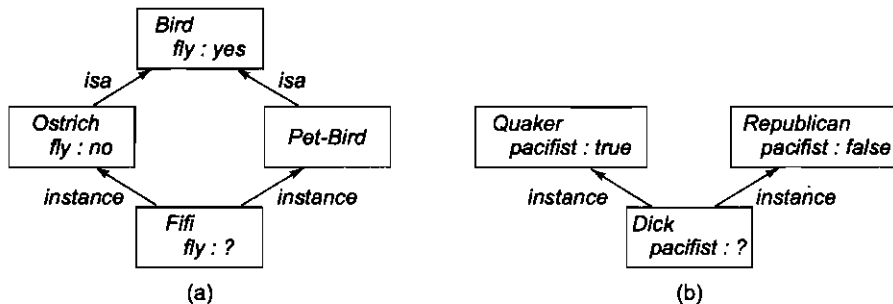 Bird
fly : yes
isa
isa
Ostrich
fly : no
Pet-Bird
instance
instance
Fifi
fly : ?
(a)
Quaker
pacifist : true
Republican
pacifist : false
instance
instance
Dick
pacifist : ?
(b)